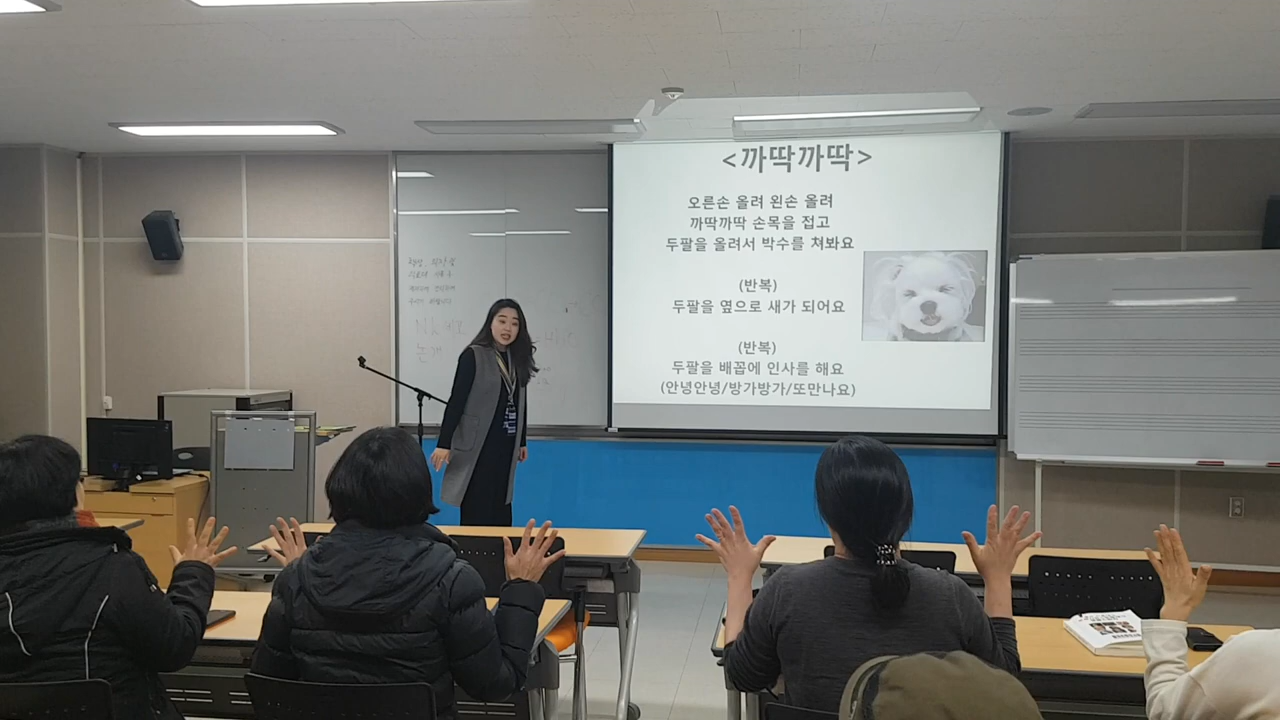 <까딱까딱>
오른손 올려 왼손 올려
까딱까딱 손목을 접고
두팔을 올려서 박수를 쳐봐요
(반복)
두팔을 옆으로 새가 되어요
(반복)
두팔을 배꼽에 인사를 해요
(안녕안녕/방가방가/또만나요)